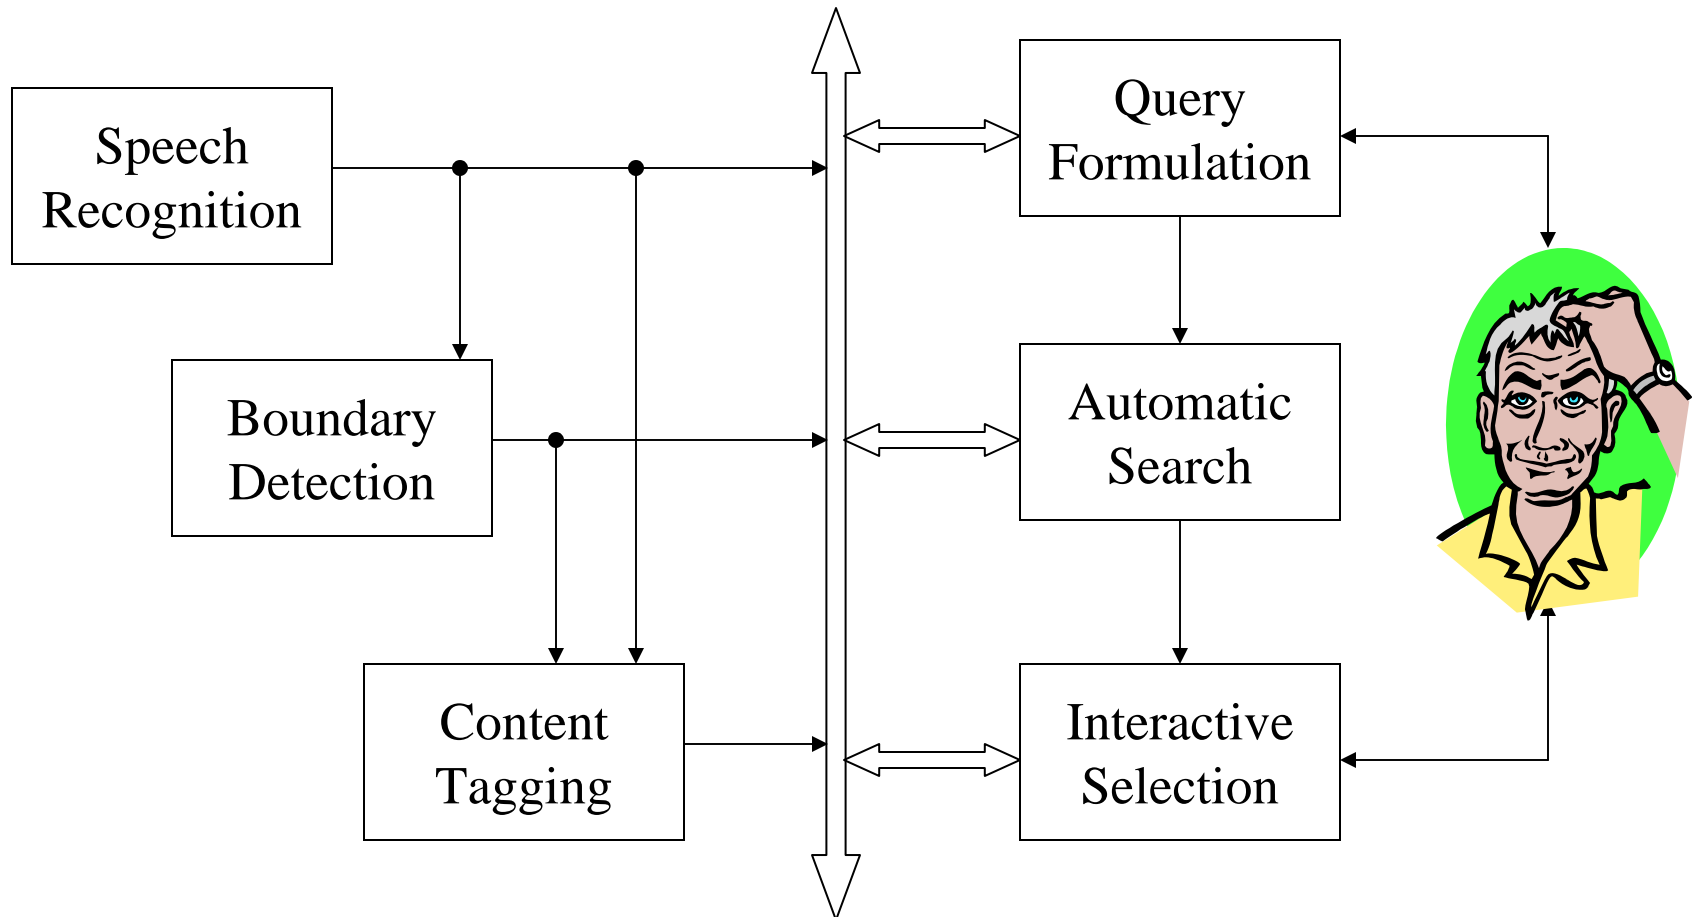 Speech
Recognition
Boundary
Detection
Content
Tagging
Query
Formulation
Automatic
Search
Interactive
Selection